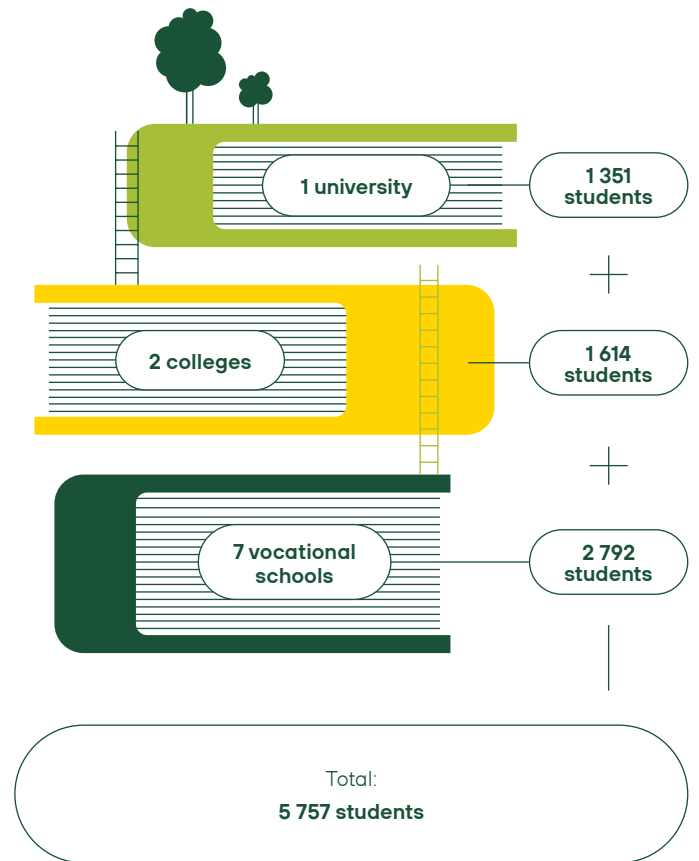 1 university
1 351
students
2 colleges
1 614
students
7 vocational
schools
2 792
students
Total:
5 757 students